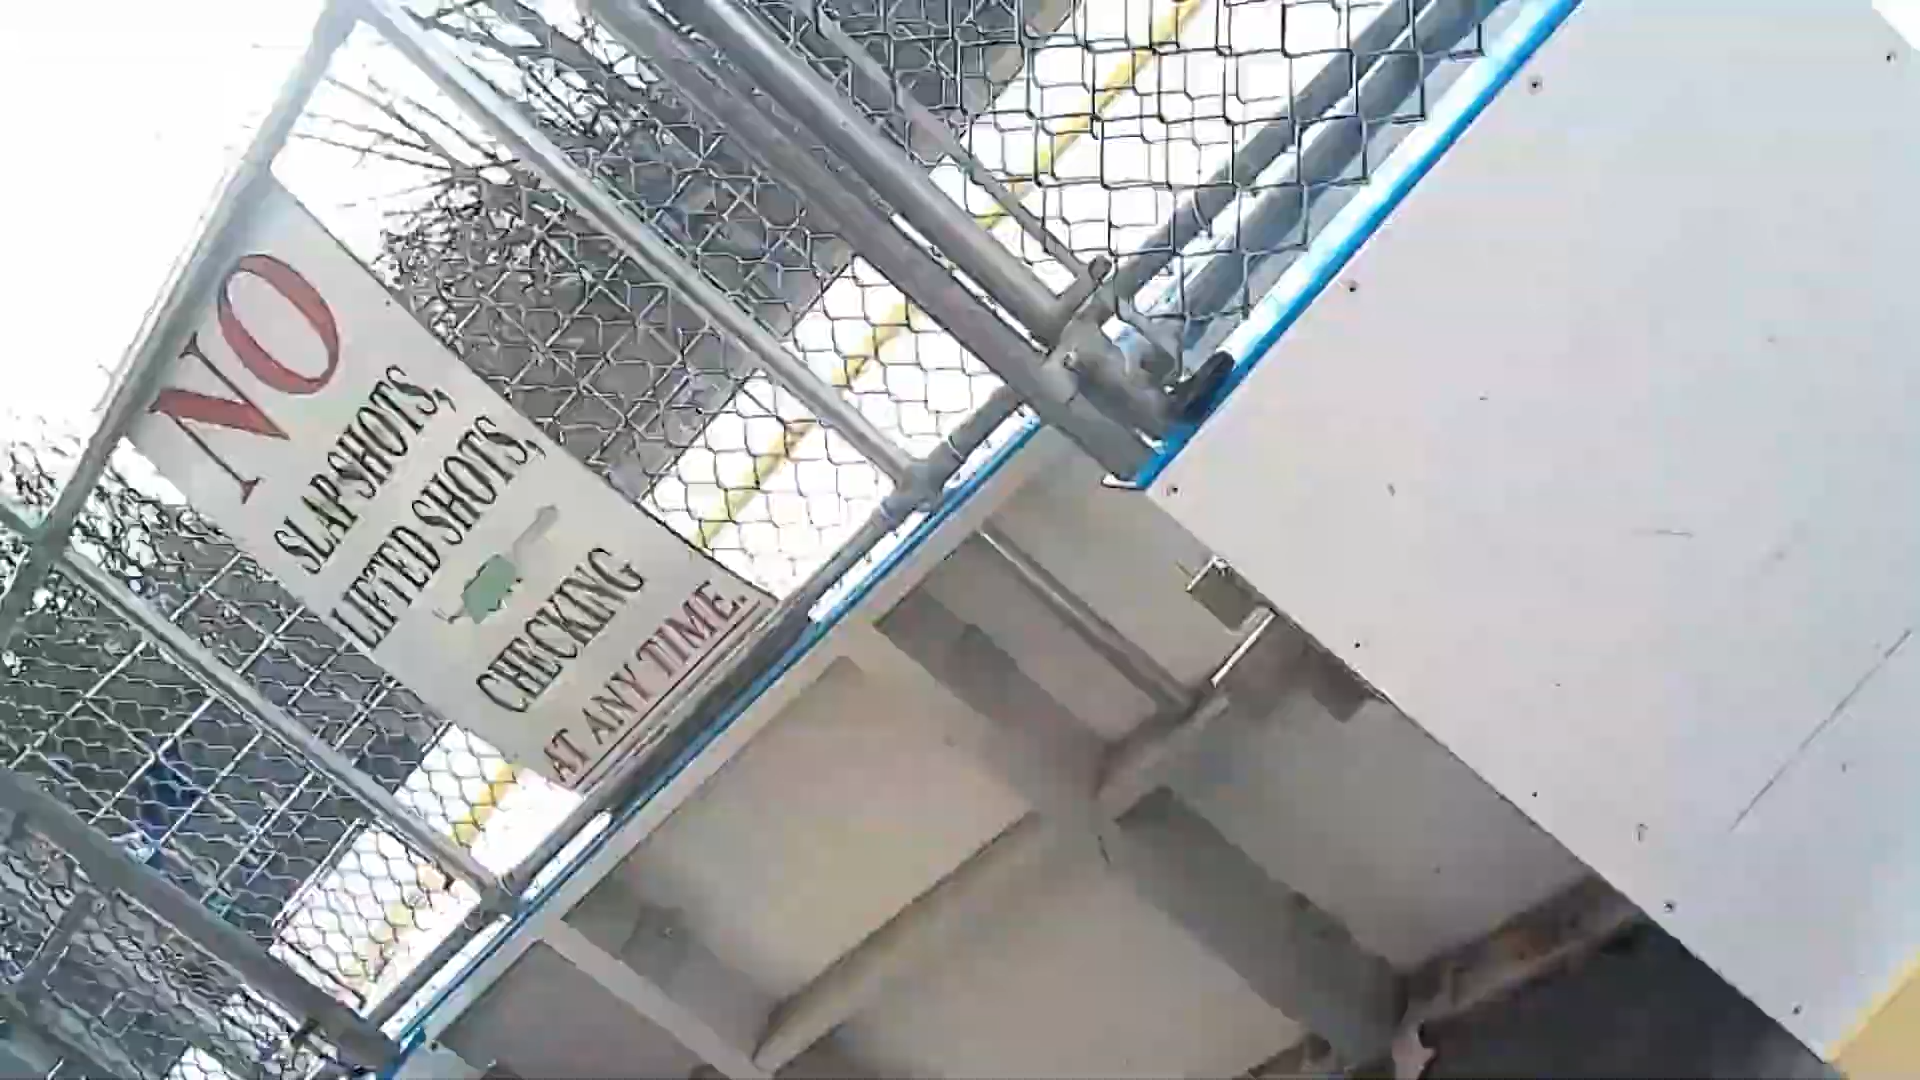 NO
SLAPSHOTS,
LIFTED SHOTS,
CHECKING
AT ANY TIME.